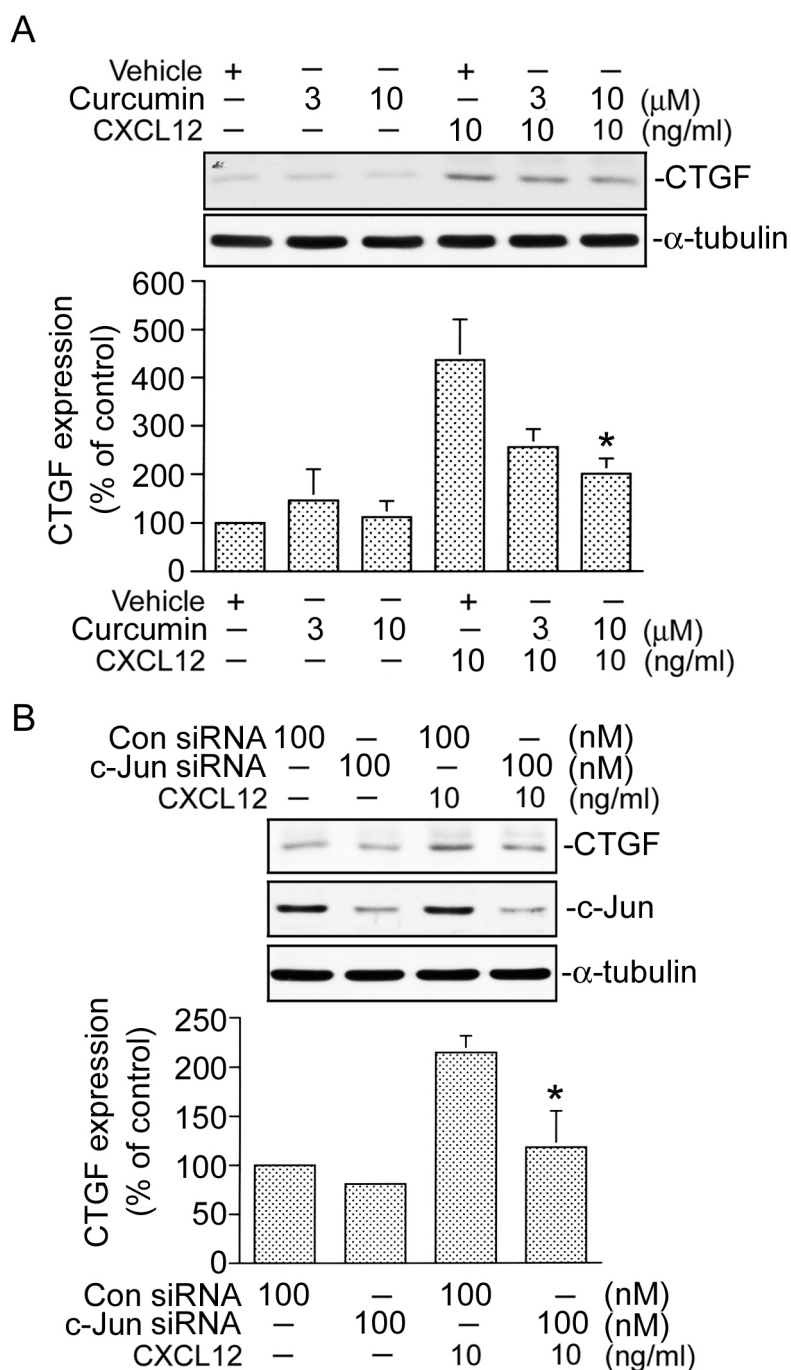 A
Vehicle + – – + – –
Curcumin – 3 10 – 3 10 (μM)
CXCL12 – – – 10 10 10 (ng/ml)
-CTGF
-α-tubulin
CTGF expression
(% of control)
600
500
400
300
200
100
0
*
Vehicle + – – + – –
Curcumin – 3 10 – 3 10 (μM)
CXCL12 – – – 10 10 10 (ng/ml)
B
Con siRNA 100 – 100 – (nM)
c-Jun siRNA – 100 – 100 (nM)
CXCL12 – – 10 10 (ng/ml)
-CTGF
-c-Jun
-α-tubulin
CTGF expression
(% of control)
250
200
150
100
50
0
*
Con siRNA 100 – 100 – (nM)
c-Jun siRNA – 100 – 100 (nM)
CXCL12 – – 10 10 (ng/ml)